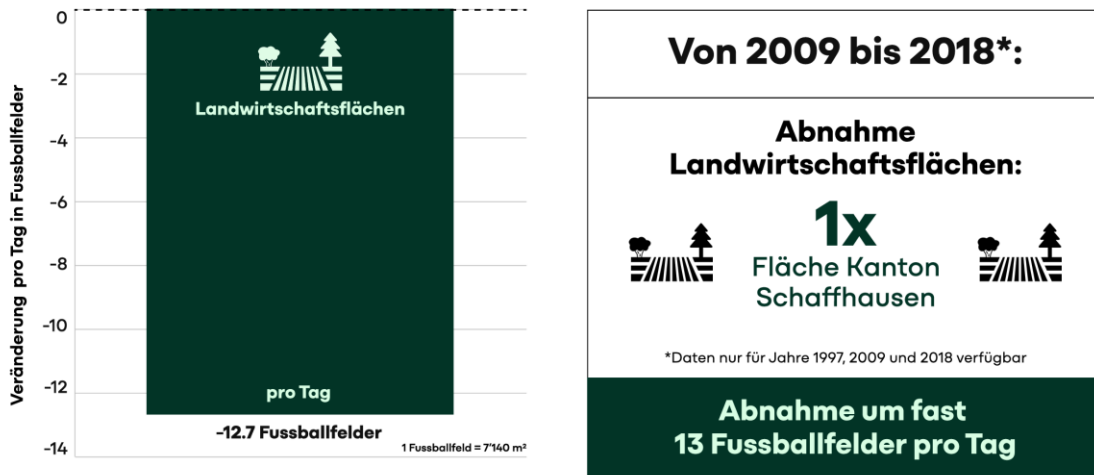 Veränderung pro Tag in Fussballfelder
0
-2
-4
-6
-8
-10
-12
-14
Landwirtschaftsflächen
pro Tag
-12.7 Fussballfelder
1 Fussballfeld = 7'140 m²
Von 2009 bis 2018*:
Abnahme
Landwirtschaftsflächen:
1x
Fläche Kanton
Schaffhausen
*Daten nur für Jahre 1997, 2009 und 2018 verfügbar
Abnahme um fast
13 Fussballfelder pro Tag